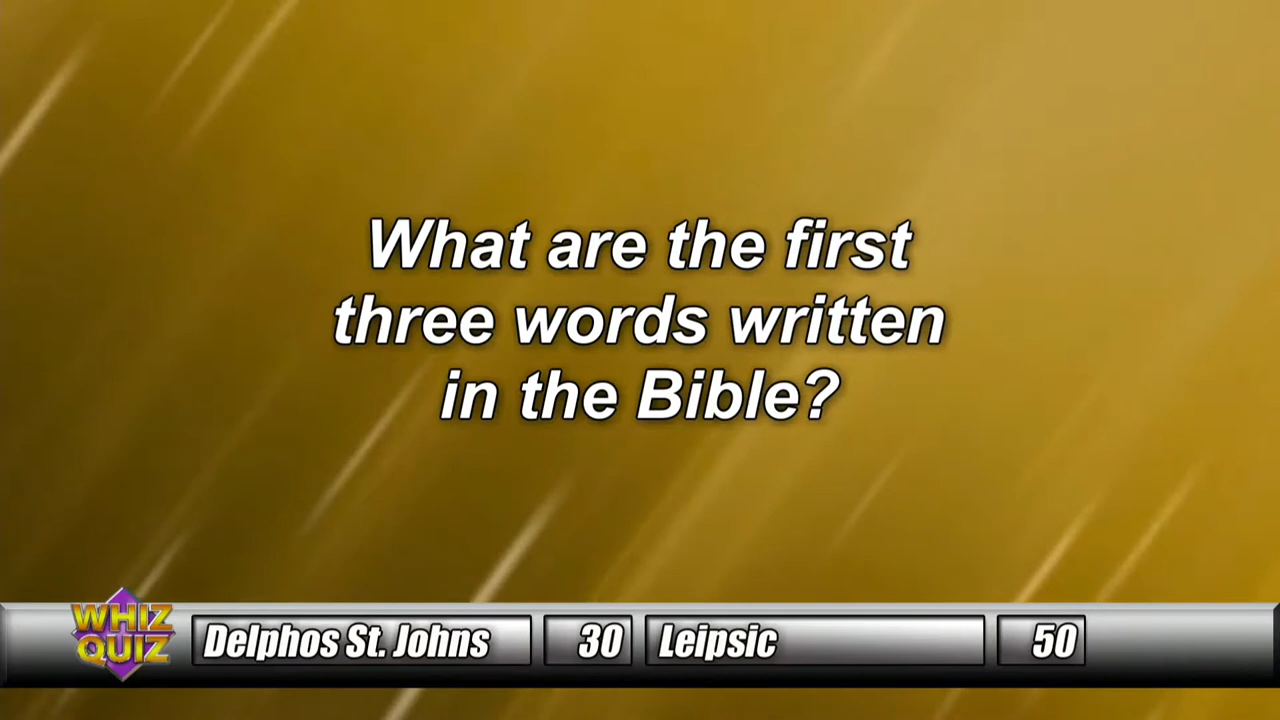 What are the first
three words written
in the Bible?
WHIZ
QUIZ
Delphos St. Johns 30 Leipsic 50